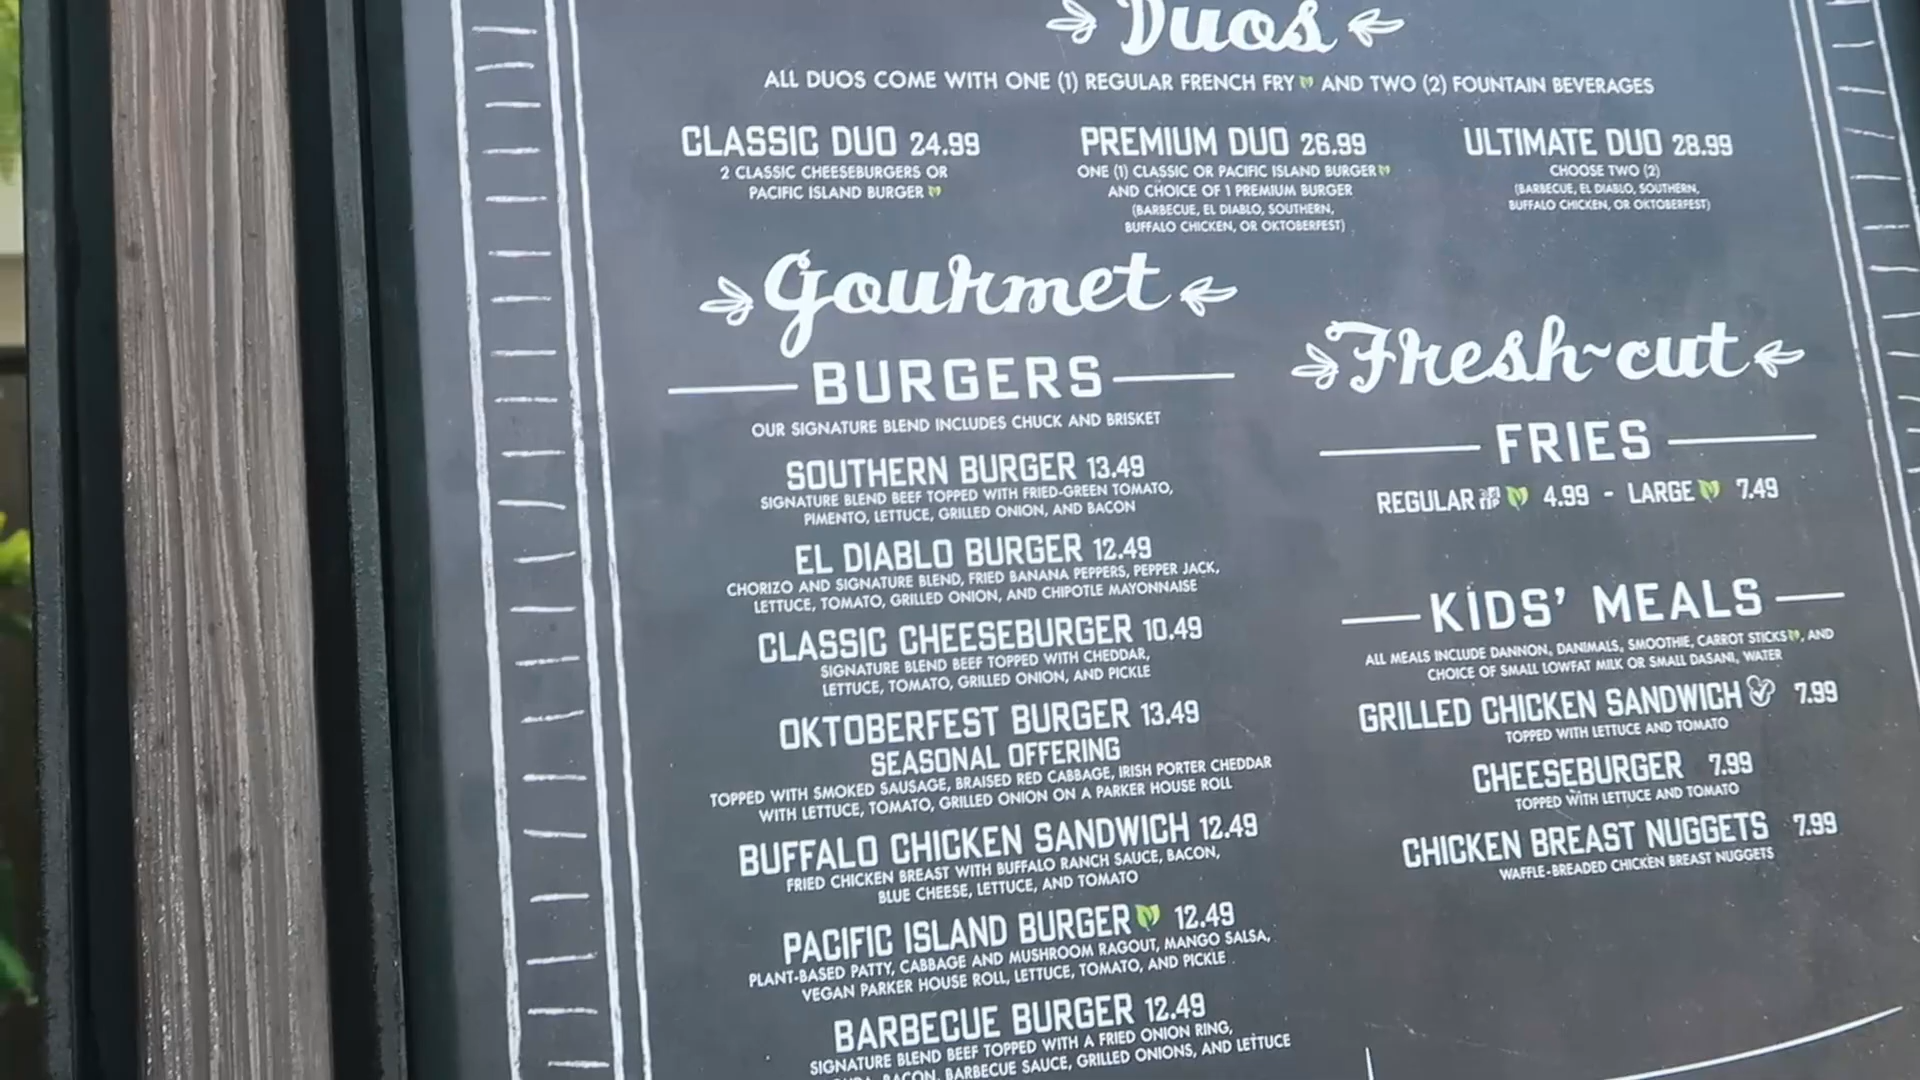 Duos
ALL DUOS COME WITH ONE (1) REGULAR FRENCH FRY AND TWO (2) FOUNTAIN BEVERAGES
CLASSIC DUO 24.99
2 CLASSIC CHEESEBURGERS OR
PACIFIC ISLAND BURGER
PREMIUM DUO 26.99
ONE (1) CLASSIC OR PACIFIC ISLAND BURGER
AND CHOICE OF 1 PREMIUM BURGER
(BARBECUE, EL DIABLO, SOUTHERN,
BUFFALO CHICKEN, OR OKTOBERFEST)
ULTIMATE DUO 28.99
CHOOSE TWO (2)
(BARBECUE, EL DIABLO, SOUTHERN,
BUFFALO CHICKEN, OR OKTOBERFEST)
Gourmet
BURGERS
OUR SIGNATURE BLEND INCLUDES CHUCK AND BRISKET
SOUTHERN BURGER 13.49
SIGNATURE BLEND BEEF TOPPED WITH FRIED-GREEN TOMATO,
PIMENTO, LETTUCE, GRILLED ONION, AND BACON
EL DIABLO BURGER 12.49
CHORIZO AND SIGNATURE BLEND, FRIED BANANA PEPPERS, PEPPER JACK,
LETTUCE, TOMATO, GRILLED ONION, AND CHIPOTLE MAYONNAISE
CLASSIC CHEESEBURGER 10.49
SIGNATURE BLEND BEEF TOPPED WITH CHEDDAR,
LETTUCE, TOMATO, GRILLED ONION, AND PICKLE
OKTOBERFEST BURGER 13.49
SEASONAL OFFERING
TOPPED WITH SMOKED SAUSAGE, BRAISED RED CABBAGE, IRISH PORTER CHEDDAR
WITH LETTUCE, TOMATO, GRILLED ONION ON A PARKER HOUSE ROLL
BUFFALO CHICKEN SANDWICH 12.49
FRIED CHICKEN BREAST WITH BUFFALO RANCH SAUCE, BACON,
BLUE CHEESE, LETTUCE, AND TOMATO
PACIFIC ISLAND BURGER 12.49
PLANT-BASED PATTY, CABBAGE AND MUSHROOM RAGOUT, MANGO SALSA,
VEGAN PARKER HOUSE ROLL, LETTUCE, TOMATO, AND PICKLE
BARBECUE BURGER 12.49
SIGNATURE BLEND BEEF TOPPED WITH A FRIED ONION RING,
BACON, BARBECUE SAUCE, GRILLED ONIONS, AND LETTUCE
Fresh~cut
FRIES
REGULAR 4.99 - LARGE 7.49
KIDS' MEALS
ALL MEALS INCLUDE DANNON, DANIMALS, SMOOTHIE, CARROT STICKS, AND
CHOICE OF SMALL LOWFAT MILK OR SMALL DASANI, WATER
GRILLED CHICKEN SANDWICH 7.99
TOPPED WITH LETTUCE AND TOMATO
CHEESEBURGER 7.99
TOPPED WITH LETTUCE AND TOMATO
CHICKEN BREAST NUGGETS 7.99
WAFFLE-BREADED CHICKEN BREAST NUGGETS